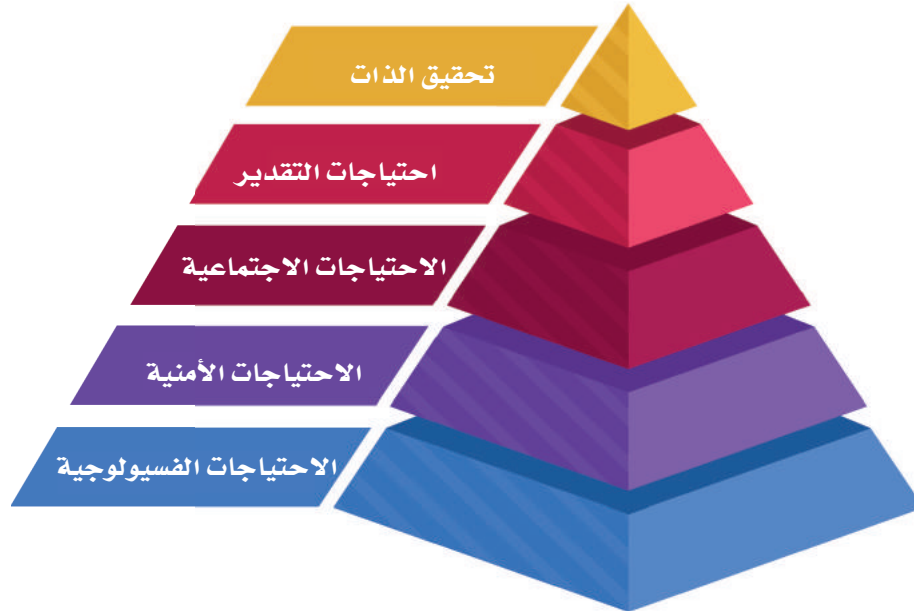 تحقيق الذات
احتياجات التقدير
الاحتياجات الاجتماعية
الاحتياجات الأمنية
الاحتياجات الفسيولوجية